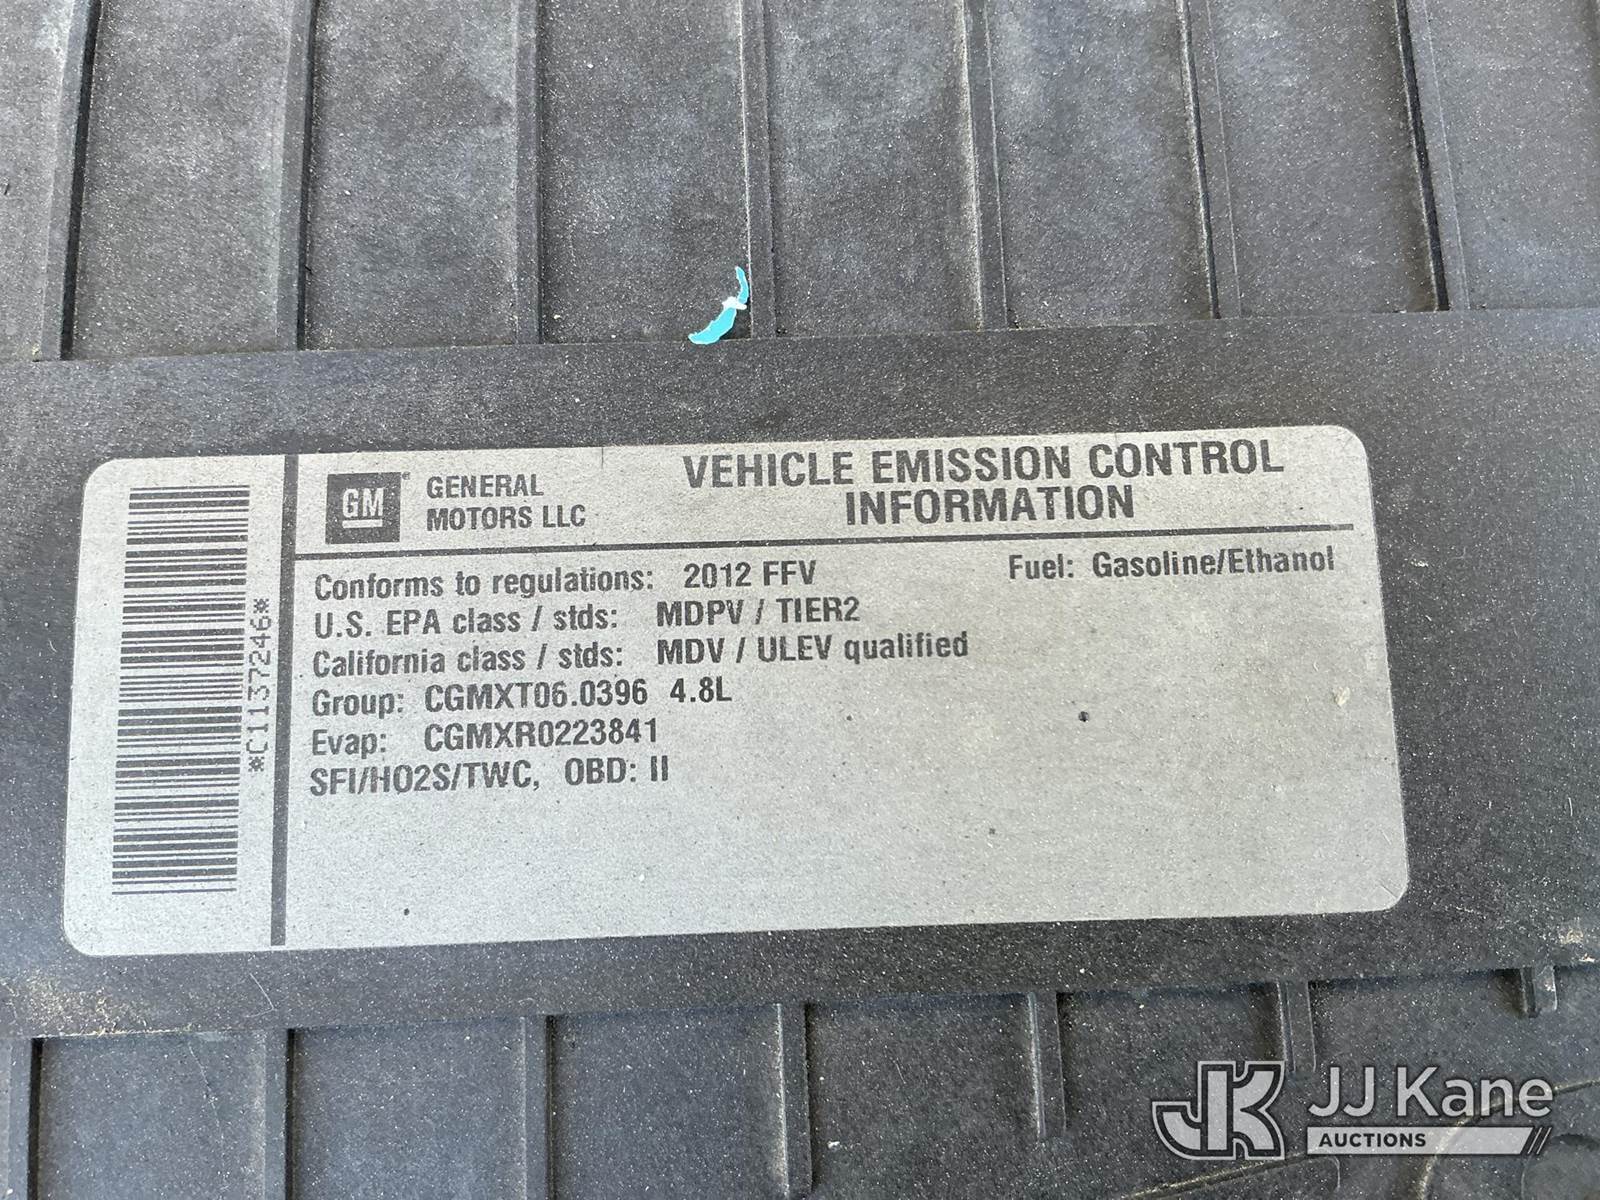 *C1137246*
GM® GENERAL MOTORS LLC
VEHICLE EMISSION CONTROL
INFORMATION
Conforms to regulations: 2012 FFV Fuel: Gasoline/Ethanol
U.S. EPA class / stds: MDPV / TIER2
California class / stds: MDV / ULEV qualified
Group: CGMXT06.0396 4.8L
Evap: CGMXR0223841
SFI/HO2S/TWC, OBD: II
JK JJ Kane
AUCTIONS